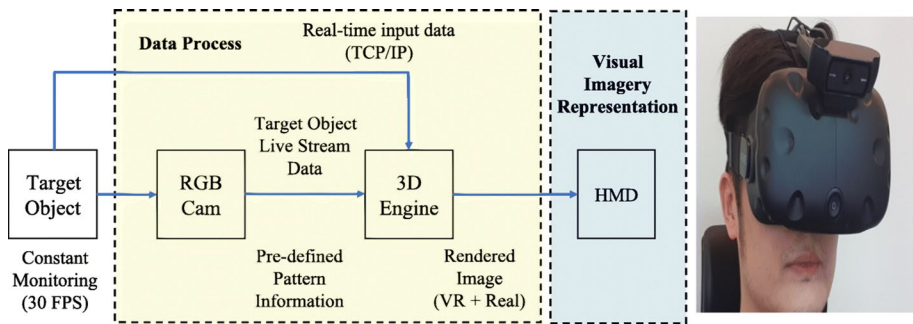 Data Process
Real-time input data
(TCP/IP)
Visual
Imagery
Representation
Target Object
Live Stream
Data
Target
Object
RGB
Cam
3D
Engine
HMD
Constant
Monitoring
(30 FPS)
Pre-defined
Pattern
Information
Rendered
Image
(VR + Real)